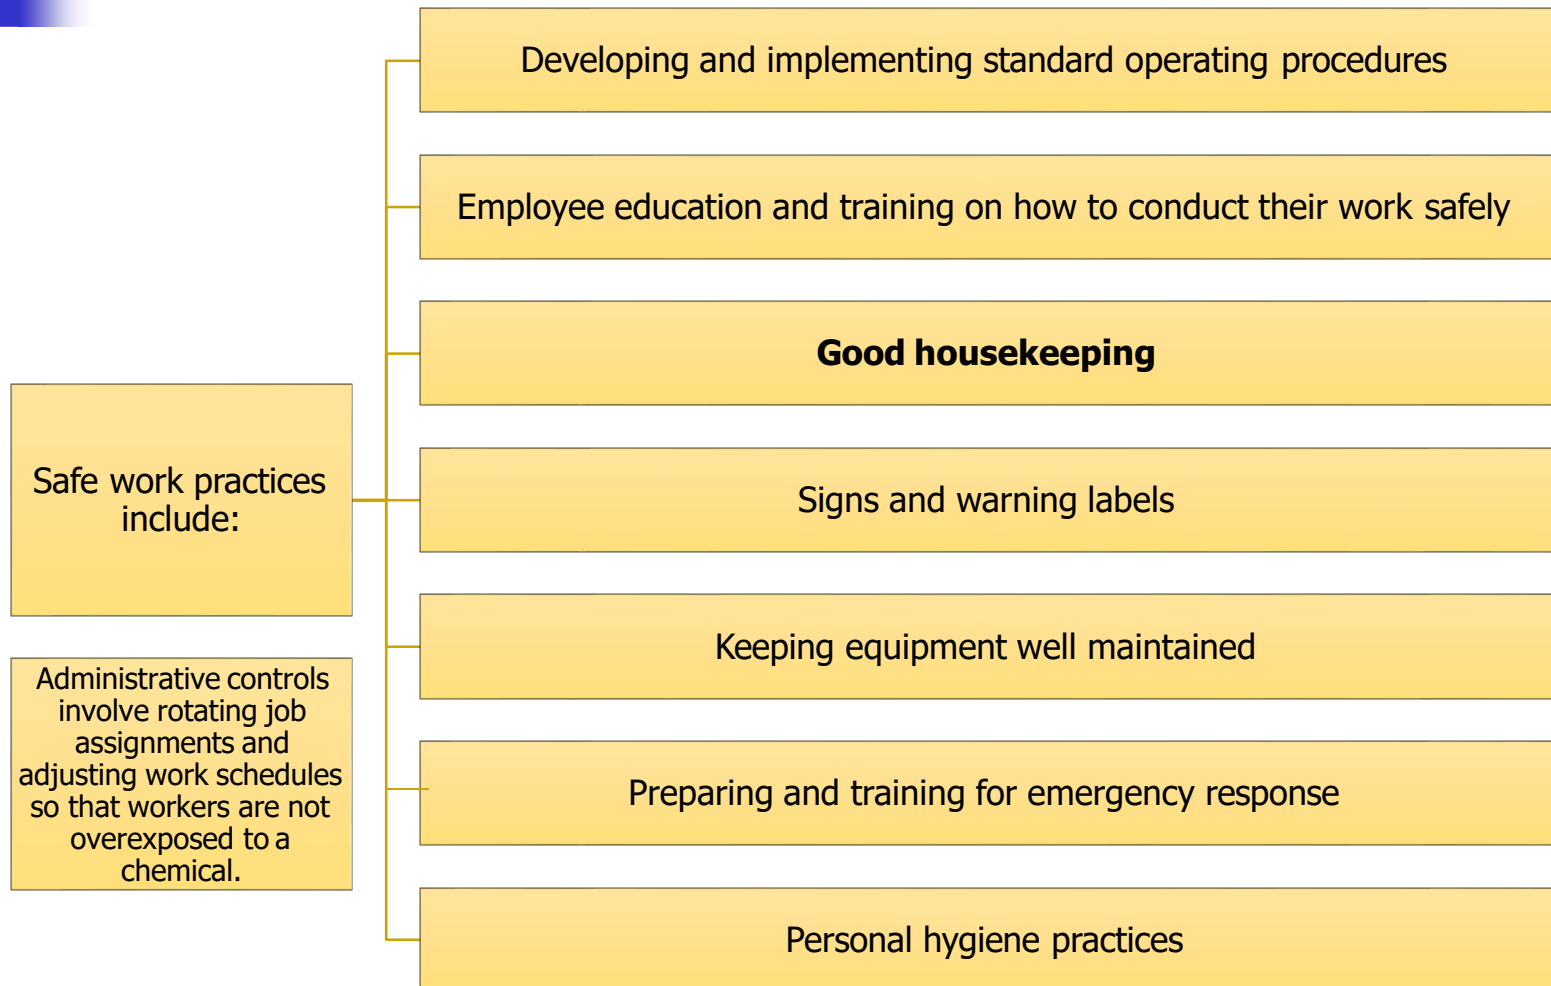 Safe work practices
include:
Developing and implementing standard operating procedures
Employee education and training on how to conduct their work safely
Good housekeeping
Signs and warning labels
Keeping equipment well maintained
Preparing and training for emergency response
Personal hygiene practices
Administrative controls
involve rotating job
assignments and
adjusting work schedules
so that workers are not
overexposed to a
chemical.